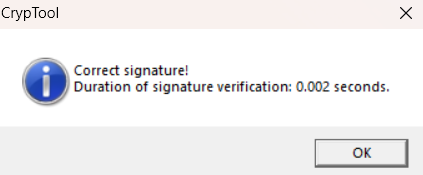 CrypTool
Correct signature!
Duration of signature verification: 0.002 seconds.
OK